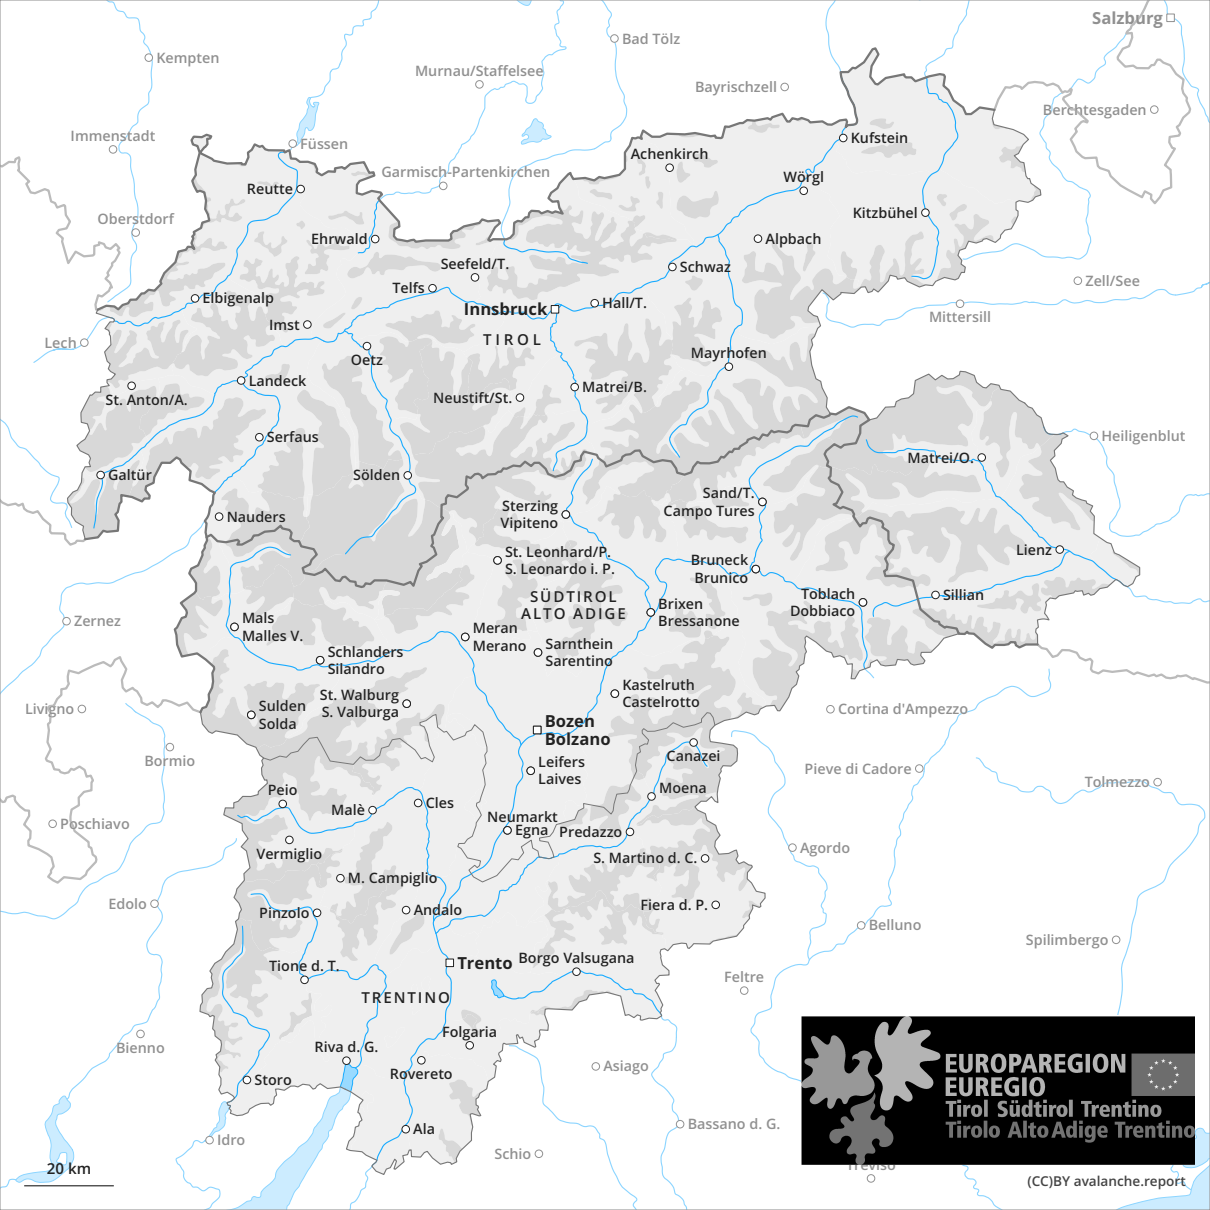 Salzburg
Bad Tölz
Kempten
Murnau/Staffelsee
Bayrischzell
Berchtesgaden
Immenstadt
Füssen
Kufstein
Achenkirch
Garmisch-Partenkirchen
Wörgl
Reutte
Kitzbühel
Oberstdorf
Ehrwald
Alpbach
Seefeld/T.
Schwaz
Zell/See
Telfs
Elbigenalp
Hall/T.
Innsbruck
Mittersill
Imst
TIROL
Lech
Oetz
Mayrhofen
Landeck
Matrei/B.
St. Anton/A.
Neustift/St.
Serfaus
Heiligenblut
Matrei/O.
Galtür
Sölden
Sand/T.
Campo Tures
Sterzing
Vipiteno
Nauders
Lienz
St. Leonhard/P.
S. Leonardo i. P.
Bruneck
Brunico
SÜDTIROL
ALTO ADIGE
Toblach
Dobbiaco
Sillian
Brixen
Bressanone
Zernez
Mals
Malles V.
Meran
Merano
Sarnthein
Sarentino
Schlanders
Silandro
Kastelruth
Castelrotto
St. Walburg
S. Valburga
Sulden
Solda
Livigno
Cortina d'Ampezzo
Bozen
Bolzano
Bormio
Canazei
Leifers
Laives
Pieve di Cadore
Tolmezzo
Peio
Moena
Malè
Cles
Neumarkt
Egna
Predazzo
Poschiavo
Vermiglio
Agordo
S. Martino d. C.
M. Campiglio
Edolo
Pinzolo
Andalo
Fiera d. P.
Belluno
Spilimbergo
Borgo Valsugana
Trento
Tione d. T.
Feltre
TRENTINO
Folgaria
Bienno
Riva d. G.
Rovereto
Asiago
Storo
EUROPAREGION
EUREGIO
Tirol Südtirol Trentino
Tirolo Alto Adige Trentino
Ala
Bassano d. G.
Idro
Schio
Treviso
20 km
(CC)BY avalanche.report